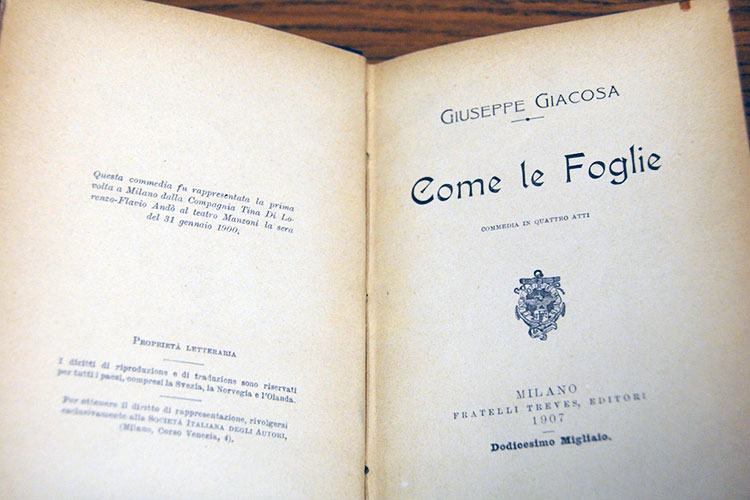 Questa commedia fu rappresentata la prima
volta a Milano dalla Compagnia Tina Di Lo-
renzo-Flavio Andò al teatro Manzoni la sera
del 31 gennaio 1900.
Proprietà letteraria
I diritti di riproduzione e di traduzione sono riservati
per tutti i paesi, compresi la Svezia, la Norvegia e l'Olanda.
Per ottenere il diritto di rappresentazione, rivolgersi
esclusivamente alla Società Italiana degli Autori,
(Milano, Corso Venezia, 4).
Giuseppe Giacosa
Come le Foglie
COMMEDIA IN QUATTRO ATTI
MILANO
FRATELLI TREVES, EDITORI
1907
Dodicesimo Migliaio.